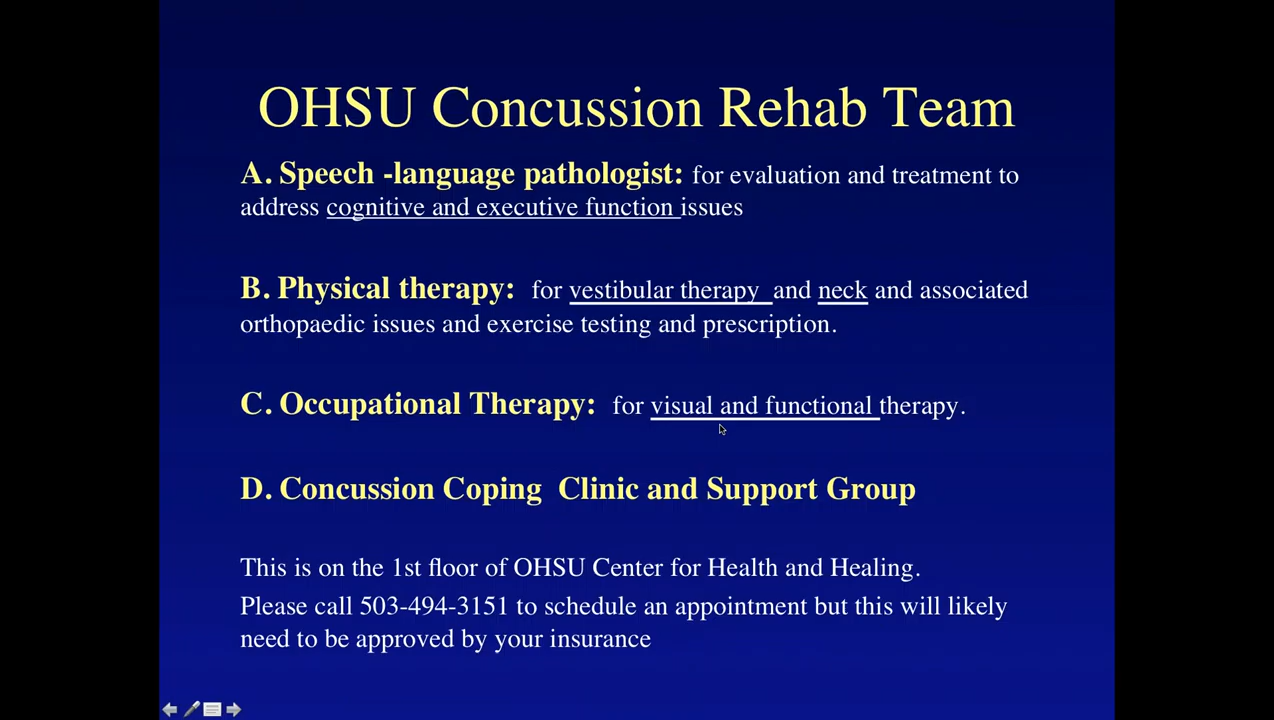 OHSU Concussion Rehab Team
A. Speech -language pathologist: for evaluation and treatment to
address cognitive and executive function issues
B. Physical therapy: for vestibular therapy and neck and associated
orthopaedic issues and exercise testing and prescription.
C. Occupational Therapy: for visual and functional therapy.
D. Concussion Coping Clinic and Support Group
This is on the 1st floor of OHSU Center for Health and Healing.
Please call 503-494-3151 to schedule an appointment but this will likely
need to be approved by your insurance